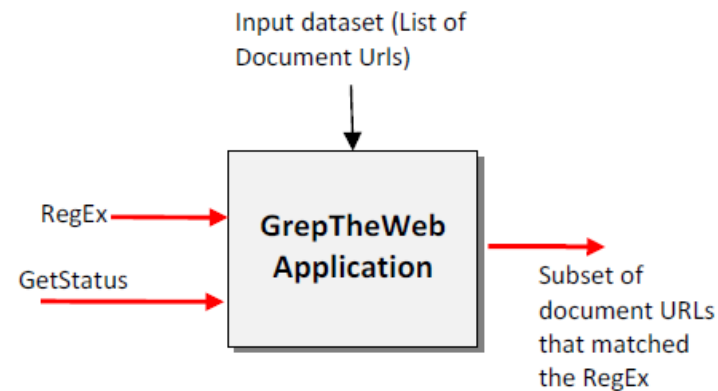 Input dataset (List of
Document Urls)
RegEx
GetStatus
GrepTheWeb
Application
Subset of
document URLs
that matched
the RegEx